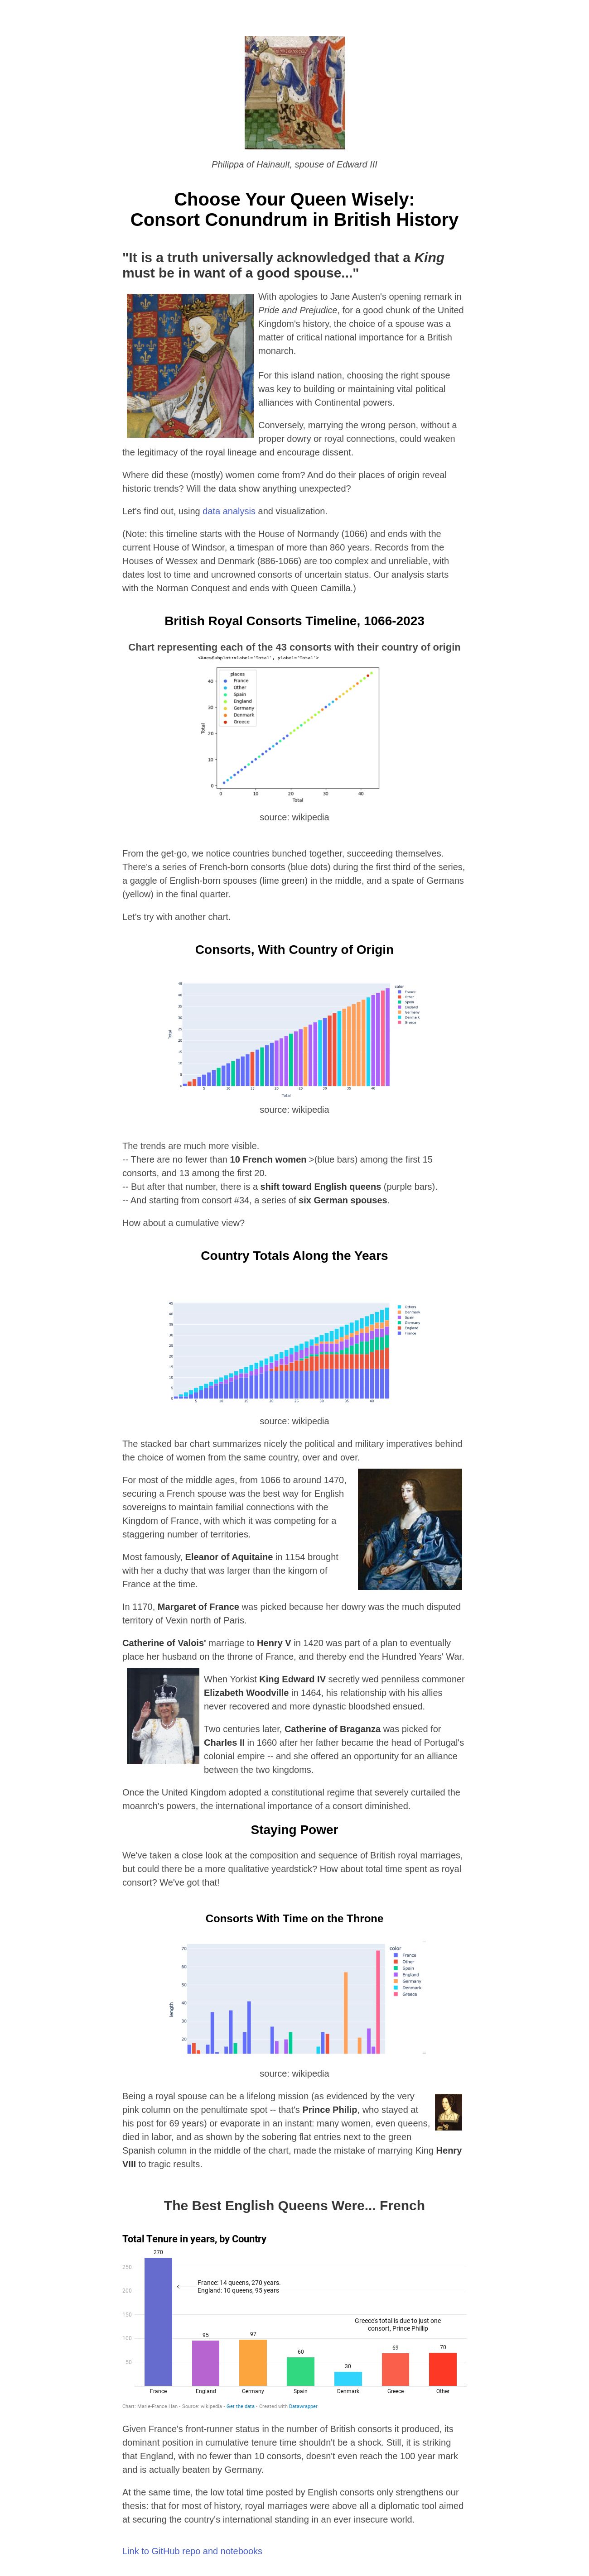 Philippa of Hainault, spouse of Edward III
Choose Your Queen Wisely:
Consort Conundrum in British History
"It is a truth universally acknowledged that a King
must be in want of a good spouse..."
With apologies to Jane Austen's opening remark in
Pride and Prejudice, for a good chunk of the United
Kingdom's history, the choice of a spouse was a
matter of critical national importance for a British
monarch.
For this island nation, choosing the right spouse
was key to building or maintaining vital political
alliances with Continental powers.
Conversely, marrying the wrong person, without a
proper dowry or royal connections, could weaken
the legitimacy of the royal lineage and encourage dissent.
Where did these (mostly) women come from? And do their places of origin reveal
historic trends? Will the data show anything unexpected?
Let's find out, using data analysis and visualization.
(Note: this timeline starts with the House of Normandy (1066) and ends with the
current House of Windsor, a timespan of more than 860 years. Records from the
Houses of Wessex and Denmark (886-1066) are too complex and unreliable, with
dates lost to time and uncrowned consorts of uncertain status. Our analysis starts
with the Norman Conquest and ends with Queen Camilla.)
British Royal Consorts Timeline, 1066-2023
Chart representing each of the 43 consorts with their country of origin
<AxesSubplot:xlabel='Total', ylabel='Total'>
places
France
Other
Spain
England
Germany
Denmark
Greece
40
30
20
10
0
Total
0 10 20 30 40
Total
source: wikipedia
From the get-go, we notice countries bunched together, succeeding themselves.
There's a series of French-born consorts (blue dots) during the first third of the series,
a gaggle of English-born spouses (lime green) in the middle, and a spate of Germans
(yellow) in the final quarter.
Let's try with another chart.
Consorts, With Country of Origin
45
40
35
30
25
20
15
10
5
0
Total
5 10 15 20 25 30 35 40
Total
color
France
Other
Spain
England
Germany
Denmark
Greece
source: wikipedia
The trends are much more visible.
-- There are no fewer than 10 French women >(blue bars) among the first 15
consorts, and 13 among the first 20.
-- But after that number, there is a shift toward English queens (purple bars).
-- And starting from consort #34, a series of six German spouses.
How about a cumulative view?
Country Totals Along the Years
45
40
35
30
25
20
15
10
5
0
5 10 15 20 25 30 35 40
Others
Denmark
Spain
Germany
England
France
source: wikipedia
The stacked bar chart summarizes nicely the political and military imperatives behind
the choice of women from the same country, over and over.
For most of the middle ages, from 1066 to around 1470,
securing a French spouse was the best way for English
sovereigns to maintain familial connections with the
Kingdom of France, with which it was competing for a
staggering number of territories.
Most famously, Eleanor of Aquitaine in 1154 brought
with her a duchy that was larger than the kingom of
France at the time.
In 1170, Margaret of France was picked because her dowry was the much disputed
territory of Vexin north of Paris.
Catherine of Valois' marriage to Henry V in 1420 was part of a plan to eventually
place her husband on the throne of France, and thereby end the Hundred Years' War.
When Yorkist King Edward IV secretly wed penniless commoner
Elizabeth Woodville in 1464, his relationship with his allies
never recovered and more dynastic bloodshed ensued.
Two centuries later, Catherine of Braganza was picked for
Charles II in 1660 after her father became the head of Portugal's
colonial empire -- and she offered an opportunity for an alliance
between the two kingdoms.
Once the United Kingdom adopted a constitutional regime that severely curtailed the
moanrch's powers, the international importance of a consort diminished.
Staying Power
We've taken a close look at the composition and sequence of British royal marriages,
but could there be a more qualitative yeardstick? How about total time spent as royal
consort? We've got that!
Consorts With Time on the Throne
70
60
50
40
30
20
length
color
France
Other
Spain
England
Germany
Denmark
Greece
source: wikipedia
Being a royal spouse can be a lifelong mission (as evidenced by the very
pink column on the penultimate spot -- that's Prince Philip, who stayed at
his post for 69 years) or evaporate in an instant: many women, even queens,
died in labor, and as shown by the sobering flat entries next to the green
Spanish column in the middle of the chart, made the mistake of marrying King Henry
VIII to tragic results.
The Best English Queens Were... French
Total Tenure in years, by Country
270
250
200
150
100
50
France: 14 queens, 270 years.
England: 10 queens, 95 years
Greece's total is due to just one
consort, Prince Phillip
95
97
60
30
69
70
France England Germany Spain Denmark Greece Other
Chart: Marie-France Han • Source: wikipedia • Get the data • Created with Datawrapper
Given France's front-runner status in the number of British consorts it produced, its
dominant position in cumulative tenure time shouldn't be a shock. Still, it is striking
that England, with no fewer than 10 consorts, doesn't even reach the 100 year mark
and is actually beaten by Germany.
At the same time, the low total time posted by English consorts only strengthens our
thesis: that for most of history, royal marriages were above all a diplomatic tool aimed
at securing the country's international standing in an ever insecure world.
Link to GitHub repo and notebooks